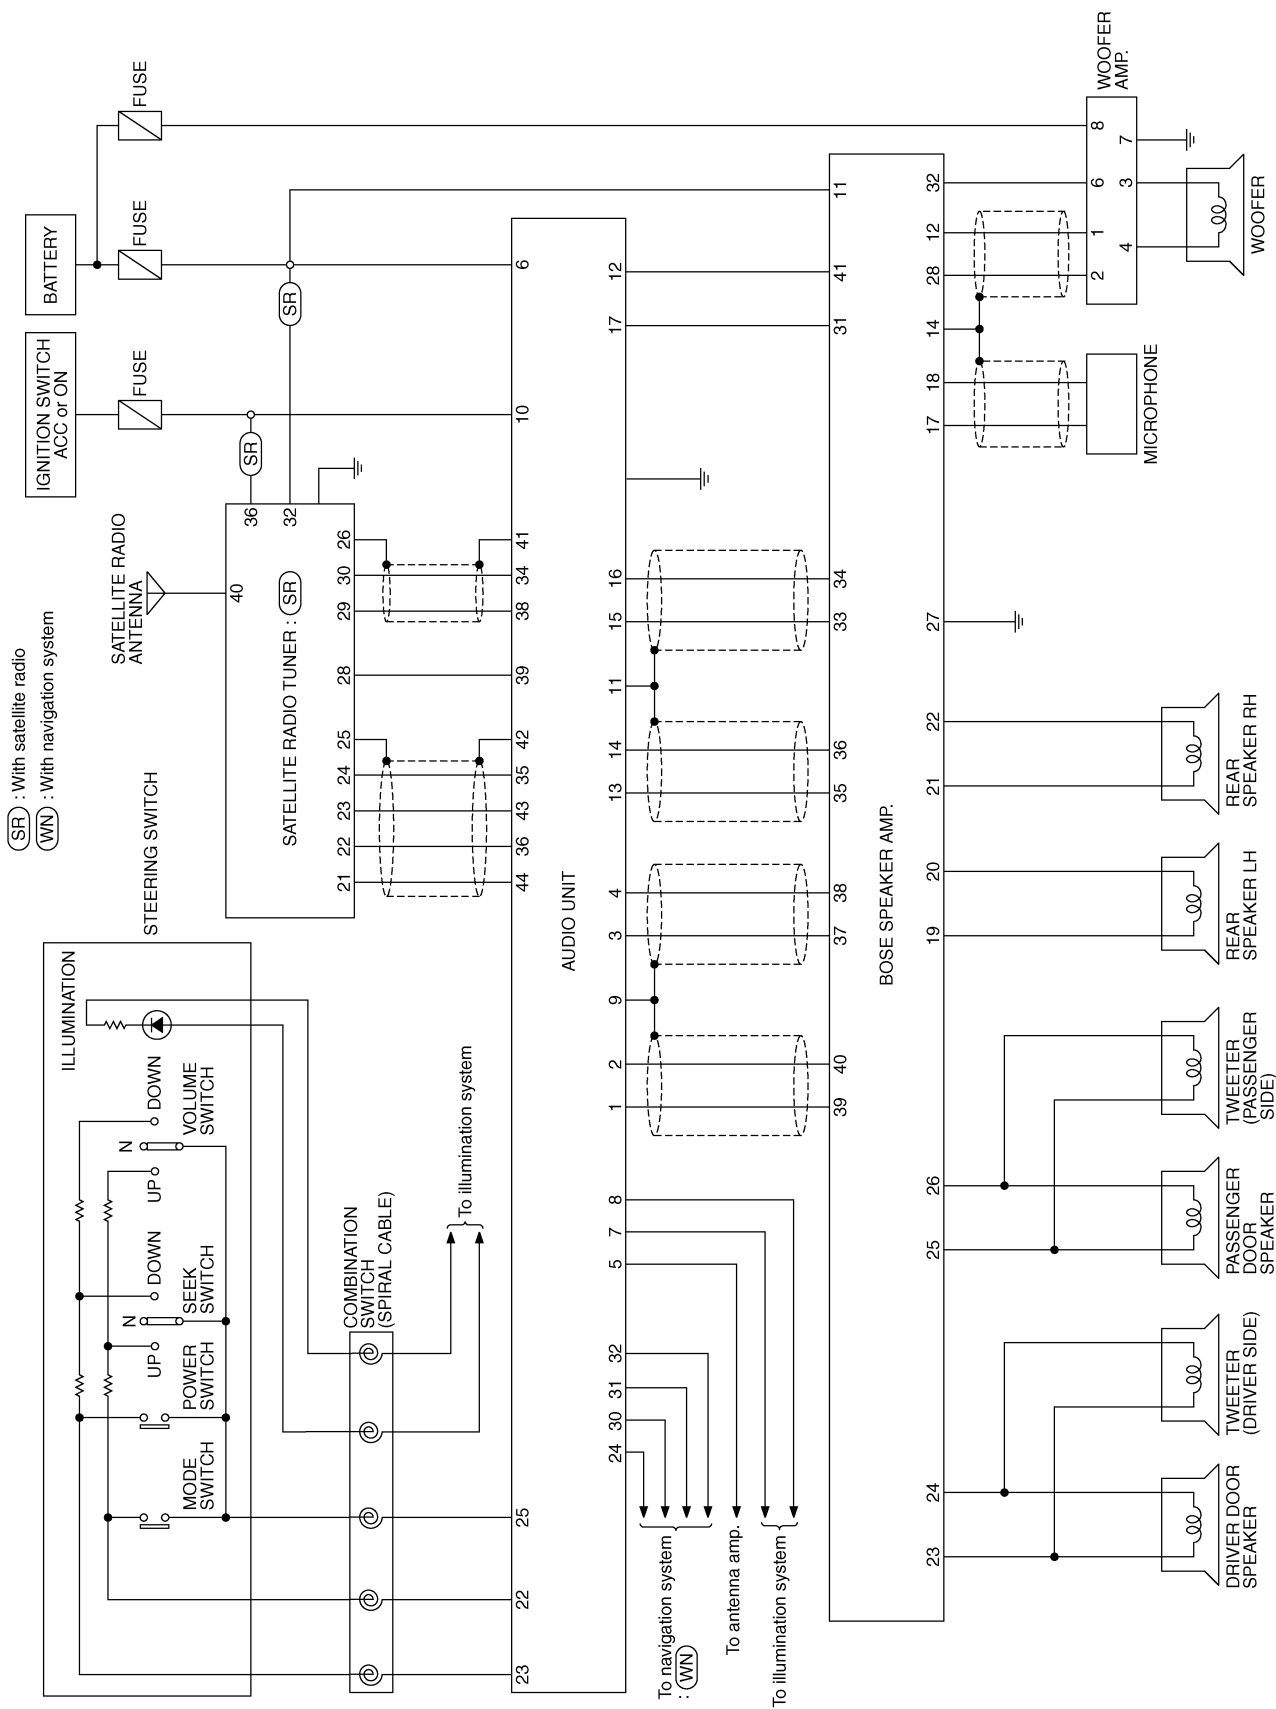 SR : With satellite radio
WN : With navigation system
STEERING SWITCH
ILLUMINATION
MODE
SWITCH
POWER
SWITCH
SEEK
SWITCH
UP
N
DOWN
VOLUME
SWITCH
UP
N
DOWN
SATELLITE RADIO
ANTENNA
IGNITION SWITCH
ACC or ON
BATTERY
FUSE
FUSE
FUSE
SR
SR
40
36
32
SATELLITE RADIO TUNER : SR
21
22
23
24
25
28
29
30
26
COMBINATION
SWITCH
(SPIRAL CABLE)
To illumination system
23
22
25
44
36
43
35
42
39
38
34
41
10
6
AUDIO UNIT
24
30
31
32
5
7
8
1
2
9
3
4
13
14
11
15
16
17
12
To navigation system
: WN
To antenna amp.
To illumination system
39
40
37
38
35
36
33
34
31
41
11
BOSE SPEAKER AMP.
23
24
25
26
19
20
21
22
27
17
18
14
28
12
32
2
1
6
8
4
3
7
WOOFER
AMP.
MICROPHONE
DRIVER DOOR
SPEAKER
TWEETER
(DRIVER SIDE)
PASSENGER
DOOR
SPEAKER
TWEETER
(PASSENGER
SIDE)
REAR
SPEAKER LH
REAR
SPEAKER RH
WOOFER